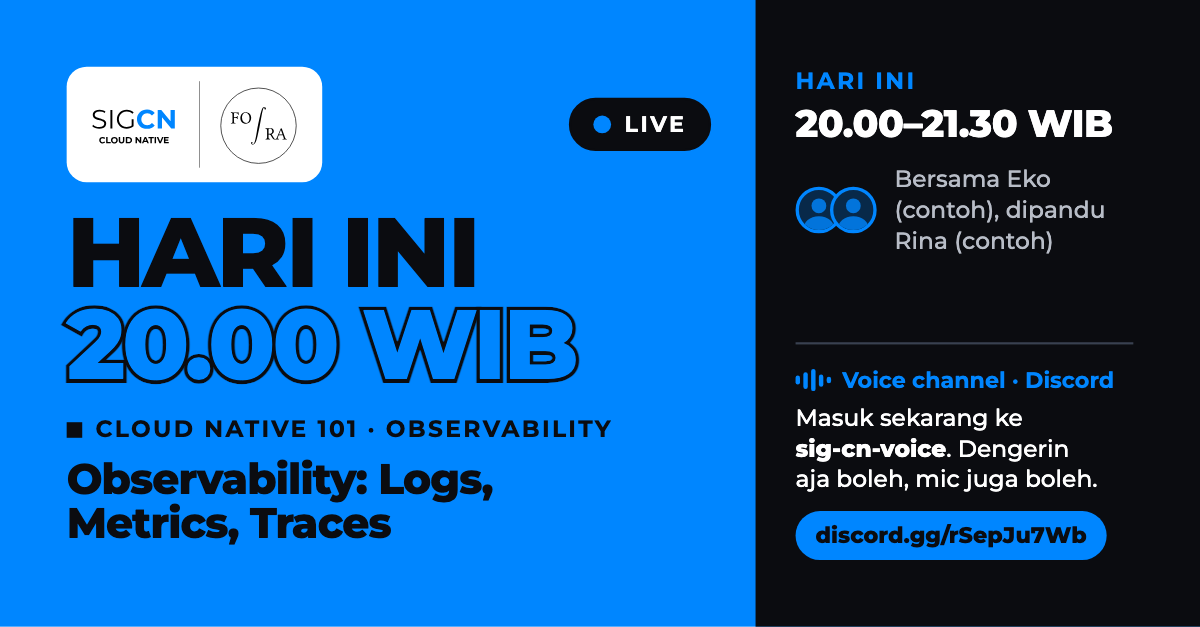 SIGCN
CLOUD NATIVE
FO
RA
LIVE
HARI INI
20.00 WIB
CLOUD NATIVE 101 · OBSERVABILITY
Observability: Logs,
Metrics, Traces
HARI INI
20.00–21.30 WIB
Bersama Eko
(contoh), dipandu
Rina (contoh)
Voice channel · Discord
Masuk sekarang ke
sig-cn-voice. Dengerin
aja boleh, mic juga boleh.
discord.gg/rSepJu7Wb